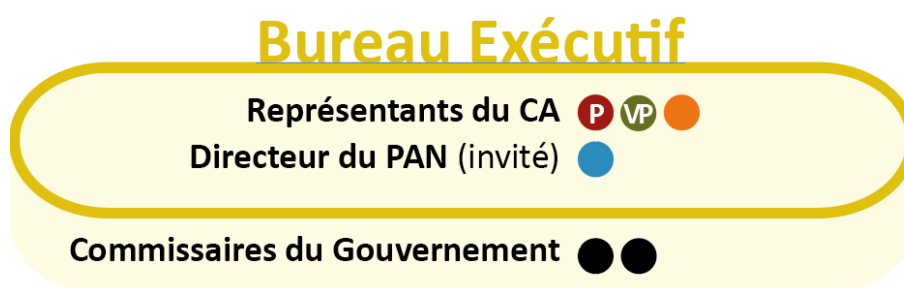 Bureau Exécutif
Représentants du CA P VP
Directeur du PAN (invité)
Commissaires du Gouvernement